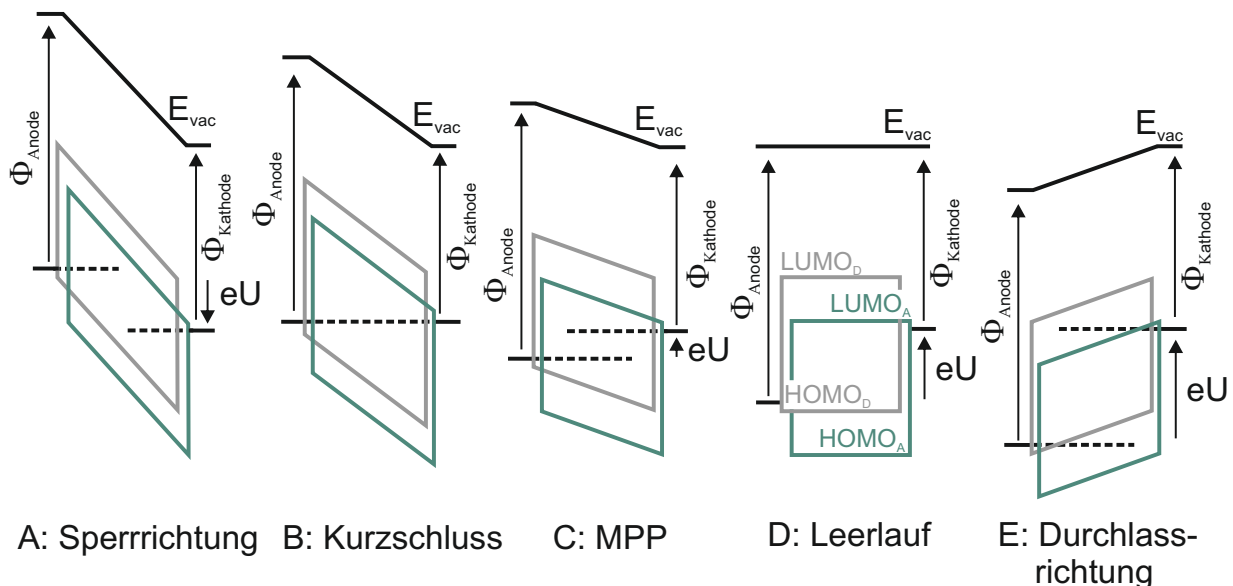 E_vac
Φ_Anode
Φ_Kathode
eU
A: Sperrrichtung
E_vac
Φ_Anode
Φ_Kathode
B: Kurzschluss
E_vac
Φ_Anode
Φ_Kathode
eU
C: MPP
E_vac
Φ_Anode
Φ_Kathode
LUMO_D
LUMO_A
eU
HOMO_D
HOMO_A
D: Leerlauf
E_vac
Φ_Anode
Φ_Kathode
eU
E: Durchlass-
richtung